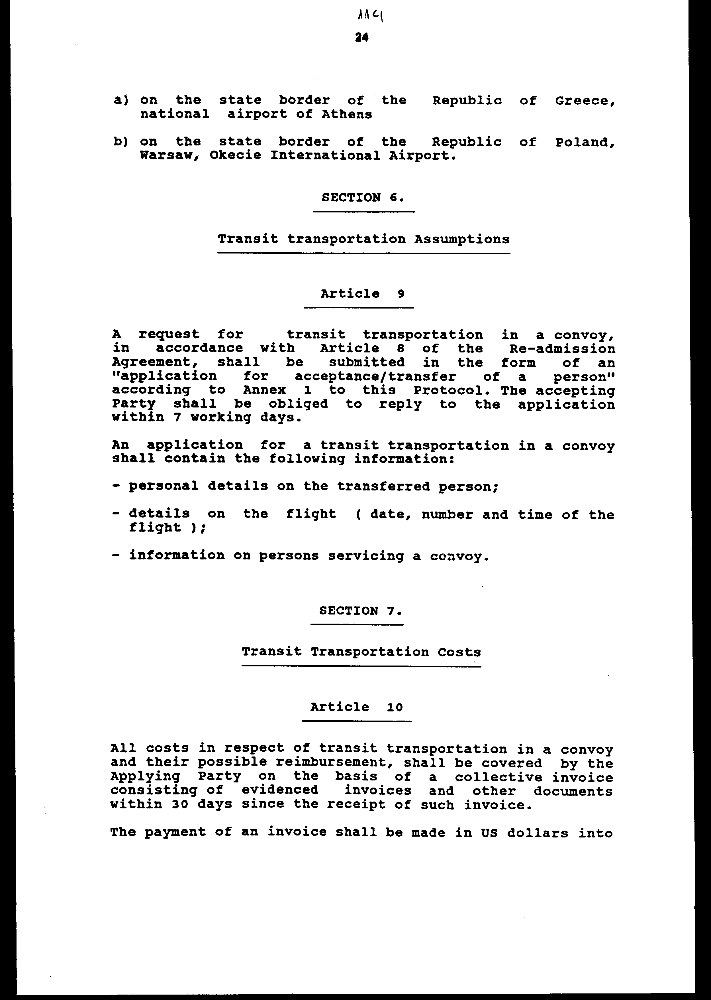 114
24
a) on the state border of the Republic of Greece,
national airport of Athens
b) on the state border of the Republic of Poland,
Warsaw, Okecie International Airport.
SECTION 6.
Transit transportation Assumptions
Article 9
A request for transit transportation in a convoy,
in accordance with Article 8 of the Re-admission
Agreement, shall be submitted in the form of an
"application for acceptance/transfer of a person"
according to Annex 1 to this Protocol. The accepting
Party shall be obliged to reply to the application
within 7 working days.
An application for a transit transportation in a convoy
shall contain the following information:
- personal details on the transferred person;
- details on the flight ( date, number and time of the
flight );
- information on persons servicing a convoy.
SECTION 7.
Transit Transportation Costs
Article 10
All costs in respect of transit transportation in a convoy
and their possible reimbursement, shall be covered by the
Applying Party on the basis of a collective invoice
consisting of evidenced invoices and other documents
within 30 days since the receipt of such invoice.
The payment of an invoice shall be made in US dollars into